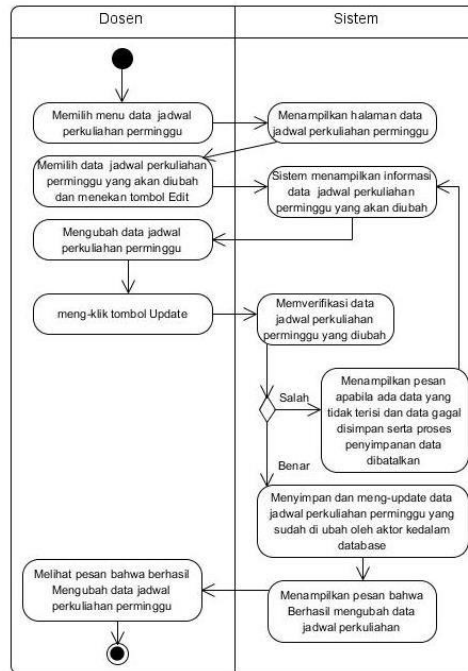 Dosen
Sistem
Memilih menu data jadwal
perkuliahan perminggu
Menampilkan halaman data
jadwal perkuliahan perminggu
Memilih data jadwal perkuliahan
perminggu yang akan diubah
dan menekan tombol Edit
Sistem menampilkan informasi
data jadwal perkuliahan
perminggu yang akan diubah
Mengubah data jadwal
perkuliahan perminggu
meng-klik tombol Update
Memverifikasi data
jadwal perkuliahan
perminggu yang diubah
Salah
Menampilkan pesan
apabila ada data yang
tidak terisi dan data gagal
disimpan serta proses
penyimpanan data
dibatalkan
Benar
Menyimpan dan meng-update data
jadwal perkuliahan perminggu yang
sudah di ubah oleh aktor kedalam
database
Melihat pesan bahwa berhasil
Mengubah data jadwal
perkuliahan perminggu
Menampilkan pesan bahwa
Berhasil mengubah data
jadwal perkuliahan